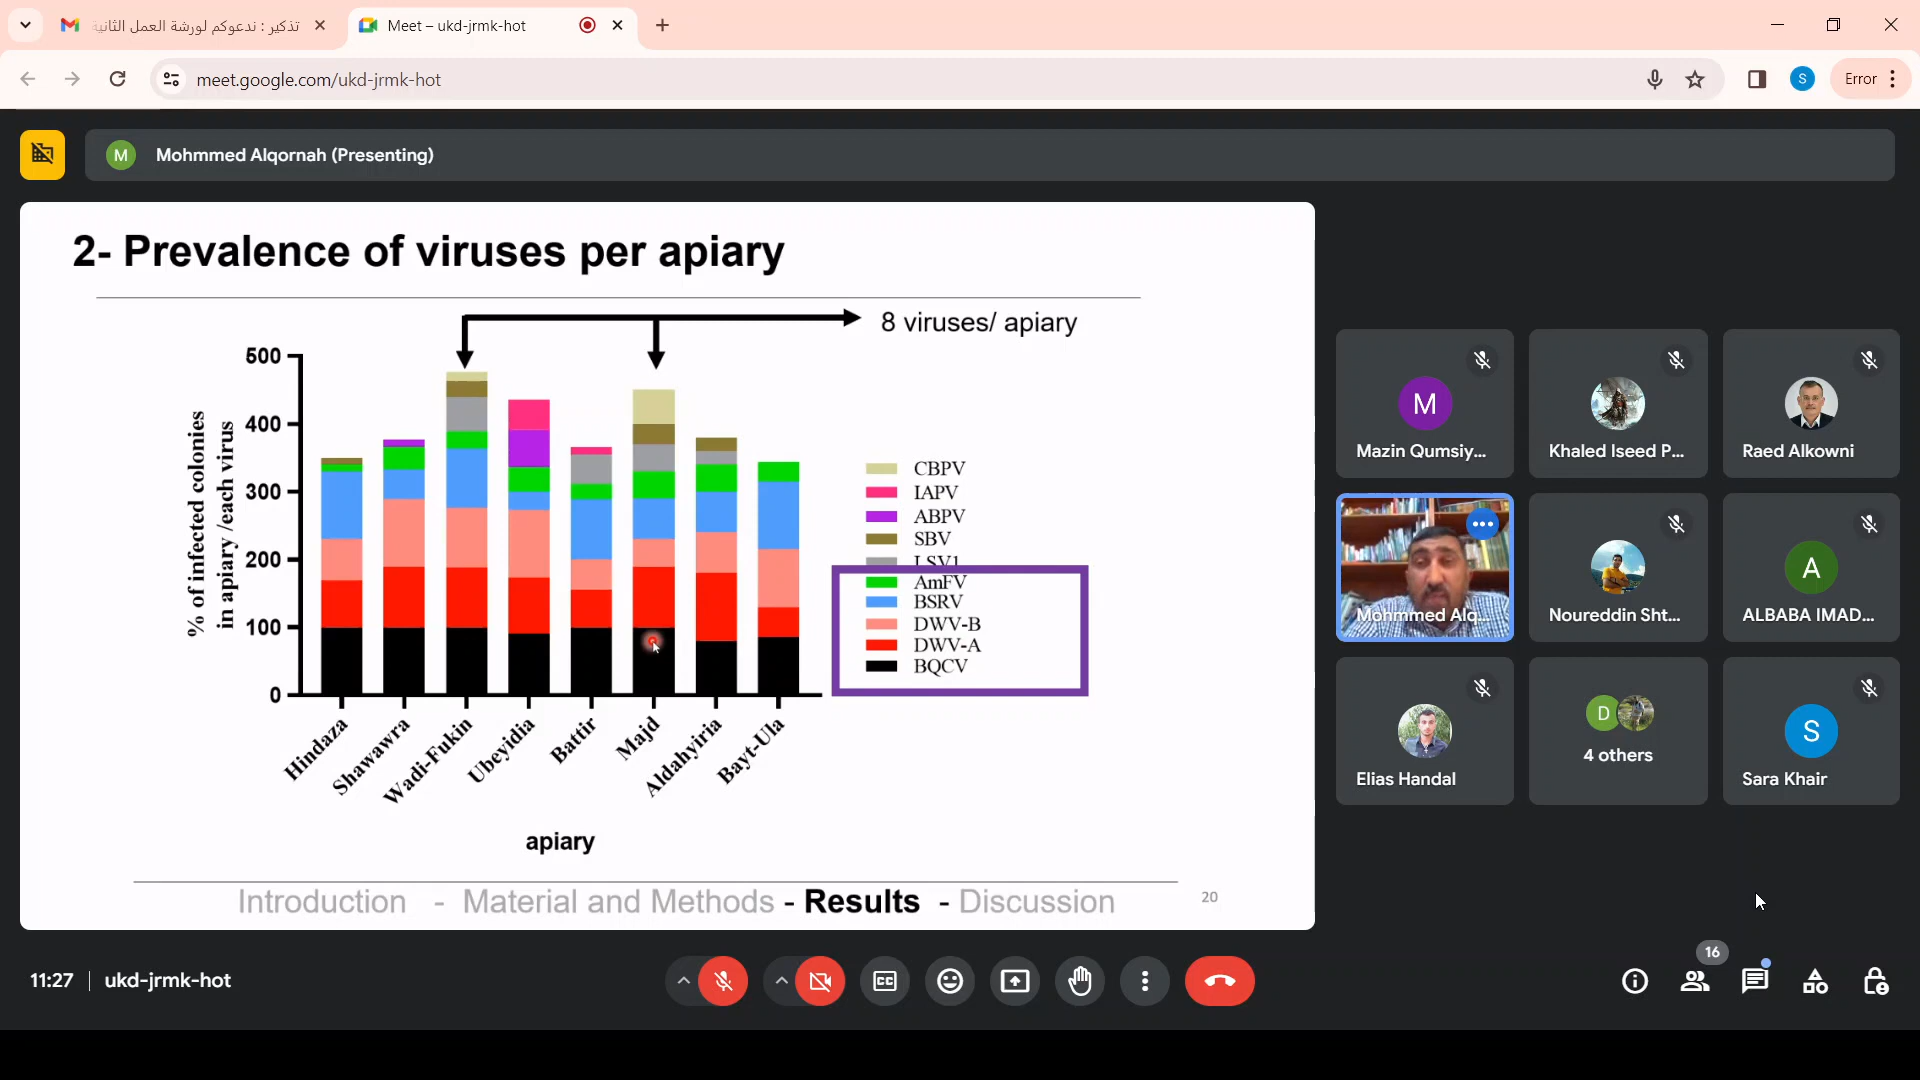 تذكير : ندعوكم لورشة العمل الثانية
Meet – ukd-jrmk-hot
meet.google.com/ukd-jrmk-hot
S
Error
M
Mohmmed Alqornah (Presenting)
2- Prevalence of viruses per apiary
8 viruses/ apiary
500
400
300
200
100
0
% of infected colonies
in apiary /each virus
CBPV
IAPV
ABPV
SBV
LSV1
AmFV
BSRV
DWV-B
DWV-A
BQCV
Hindaza
Shawawra
Wadi-Fukin
Ubeyidia
Battir
Majd
Aldahyiria
Bayt-Ula
apiary
Introduction - Material and Methods - Results - Discussion
20
M
Mazin Qumsiy...
Khaled Iseed P...
Raed Alkowni
Mohmmed Alq...
Noureddin Sht...
A
ALBABA IMAD...
Elias Handal
D
4 others
S
Sara Khair
11:27
ukd-jrmk-hot
CC
16